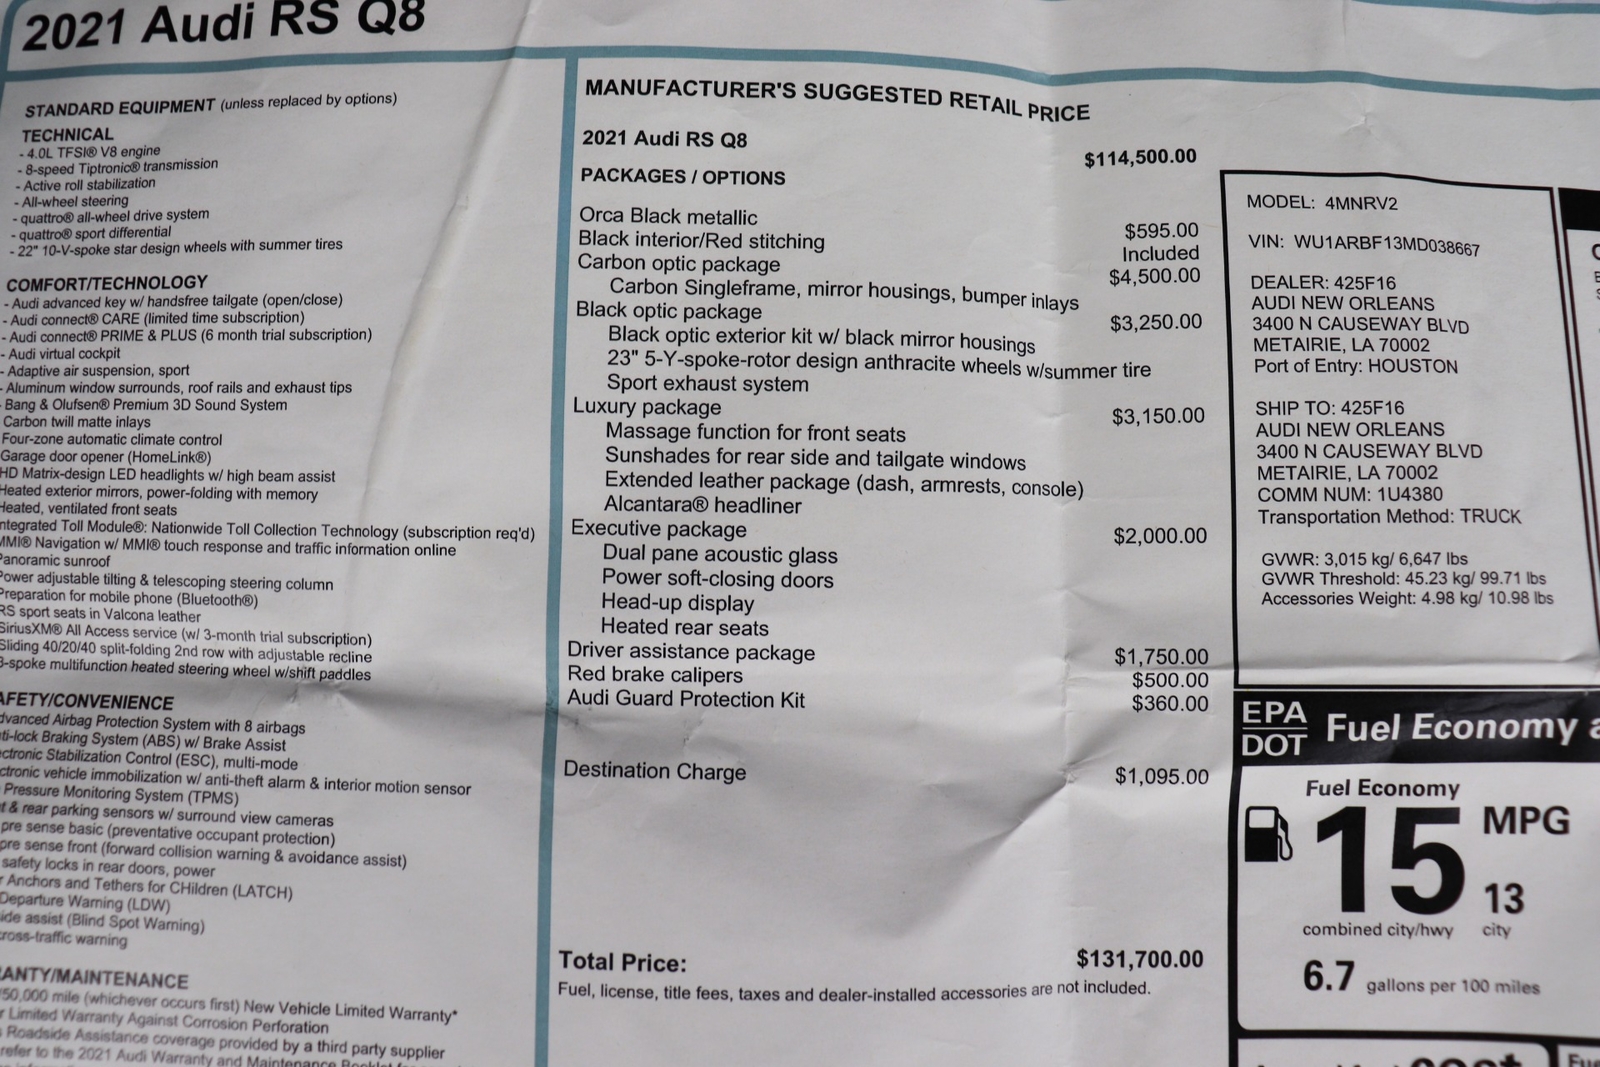 2021 Audi RS Q8
STANDARD EQUIPMENT (unless replaced by options)
TECHNICAL
- 4.0L TFSI® V8 engine
- 8-speed Tiptronic® transmission
- Active roll stabilization
- All-wheel steering
- quattro® all-wheel drive system
- quattro® sport differential
- 22" 10-V-spoke star design wheels with summer tires
COMFORT/TECHNOLOGY
- Audi advanced key w/ handsfree tailgate (open/close)
- Audi connect® CARE (limited time subscription)
- Audi connect® PRIME & PLUS (6 month trial subscription)
- Audi virtual cockpit
- Adaptive air suspension, sport
- Aluminum window surrounds, roof rails and exhaust tips
- Bang & Olufsen® Premium 3D Sound System
Carbon twill matte inlays
Four-zone automatic climate control
Garage door opener (HomeLink®)
HD Matrix-design LED headlights w/ high beam assist
Heated exterior mirrors, power-folding with memory
Heated, ventilated front seats
ntegrated Toll Module®: Nationwide Toll Collection Technology (subscription req'd)
MMI® Navigation w/ MMI® touch response and traffic information online
Panoramic sunroof
Power adjustable tilting & telescoping steering column
Preparation for mobile phone (Bluetooth®)
RS sport seats in Valcona leather
SiriusXM® All Access service (w/ 3-month trial subscription)
Sliding 40/20/40 split-folding 2nd row with adjustable recline
3-spoke multifunction heated steering wheel w/shift paddles
AFETY/CONVENIENCE
dvanced Airbag Protection System with 8 airbags
ti-lock Braking System (ABS) w/ Brake Assist
ectronic Stabilization Control (ESC), multi-mode
ctronic vehicle immobilization w/ anti-theft alarm & interior motion sensor
Pressure Monitoring System (TPMS)
t & rear parking sensors w/ surround view cameras
pre sense basic (preventative occupant protection)
pre sense front (forward collision warning & avoidance assist)
safety locks in rear doors, power
r Anchors and Tethers for CHildren (LATCH)
Departure Warning (LDW)
ide assist (Blind Spot Warning)
cross-traffic warning
RANTY/MAINTENANCE
/50,000 mile (whichever occurs first) New Vehicle Limited Warranty*
r Limited Warranty Against Corrosion Perforation
s Roadside Assistance coverage provided by a third party supplier
refer to the 2021 Audi Warranty and Maintenance Booklet
MANUFACTURER'S SUGGESTED RETAIL PRICE
2021 Audi RS Q8 $114,500.00
PACKAGES / OPTIONS
Orca Black metallic $595.00
Black interior/Red stitching Included
Carbon optic package $4,500.00
Carbon Singleframe, mirror housings, bumper inlays
Black optic package $3,250.00
Black optic exterior kit w/ black mirror housings
23" 5-Y-spoke-rotor design anthracite wheels w/summer tire
Sport exhaust system
Luxury package $3,150.00
Massage function for front seats
Sunshades for rear side and tailgate windows
Extended leather package (dash, armrests, console)
Alcantara® headliner
Executive package $2,000.00
Dual pane acoustic glass
Power soft-closing doors
Head-up display
Heated rear seats
Driver assistance package $1,750.00
Red brake calipers $500.00
Audi Guard Protection Kit $360.00
Destination Charge $1,095.00
Total Price: $131,700.00
Fuel, license, title fees, taxes and dealer-installed accessories are not included.
MODEL: 4MNRV2
VIN: WU1ARBF13MD038667
DEALER: 425F16
AUDI NEW ORLEANS
3400 N CAUSEWAY BLVD
METAIRIE, LA 70002
Port of Entry: HOUSTON
SHIP TO: 425F16
AUDI NEW ORLEANS
3400 N CAUSEWAY BLVD
METAIRIE, LA 70002
COMM NUM: 1U4380
Transportation Method: TRUCK
GVWR: 3,015 kg/ 6,647 lbs
GVWR Threshold: 45.23 kg/ 99.71 lbs
Accessories Weight: 4.98 kg/ 10.98 lbs
EPA
DOT
Fuel Economy a
Fuel Economy
15 MPG
13
combined city/hwy city
6.7 gallons per 100 miles